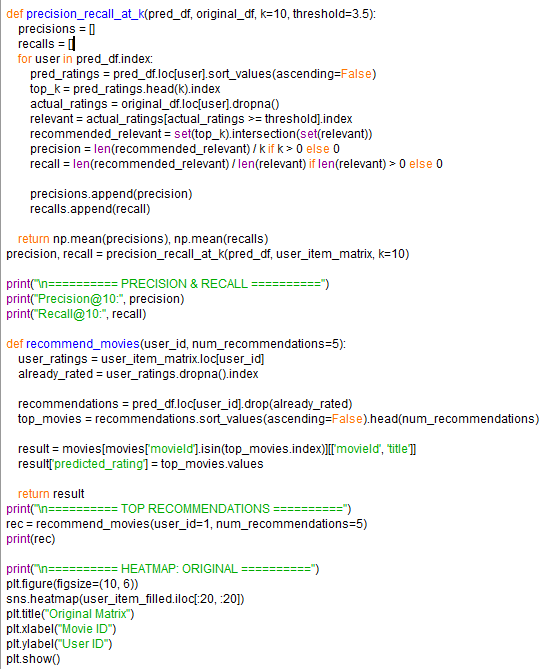 def precision_recall_at_k(pred_df, original_df, k=10, threshold=3.5):
    precisions = []
    recalls = []
    for user in pred_df.index:
        pred_ratings = pred_df.loc[user].sort_values(ascending=False)
        top_k = pred_ratings.head(k).index
        actual_ratings = original_df.loc[user].dropna()
        relevant = actual_ratings[actual_ratings >= threshold].index
        recommended_relevant = set(top_k).intersection(set(relevant))
        precision = len(recommended_relevant) / k if k > 0 else 0
        recall = len(recommended_relevant) / len(relevant) if len(relevant) > 0 else 0

        precisions.append(precision)
        recalls.append(recall)

    return np.mean(precisions), np.mean(recalls)
precision, recall = precision_recall_at_k(pred_df, user_item_matrix, k=10)

print("\n========== PRECISION & RECALL ==========")
print("Precision@10:", precision)
print("Recall@10:", recall)

def recommend_movies(user_id, num_recommendations=5):
    user_ratings = user_item_matrix.loc[user_id]
    already_rated = user_ratings.dropna().index

    recommendations = pred_df.loc[user_id].drop(already_rated)
    top_movies = recommendations.sort_values(ascending=False).head(num_recommendations)

    result = movies[movies['movieId'].isin(top_movies.index)][['movieId', 'title']]
    result['predicted_rating'] = top_movies.values

    return result
print("\n========== TOP RECOMMENDATIONS ==========")
rec = recommend_movies(user_id=1, num_recommendations=5)
print(rec)

print("\n========== HEATMAP: ORIGINAL ==========")
plt.figure(figsize=(10, 6))
sns.heatmap(user_item_filled.iloc[:20, :20])
plt.title("Original Matrix")
plt.xlabel("Movie ID")
plt.ylabel("User ID")
plt.show()